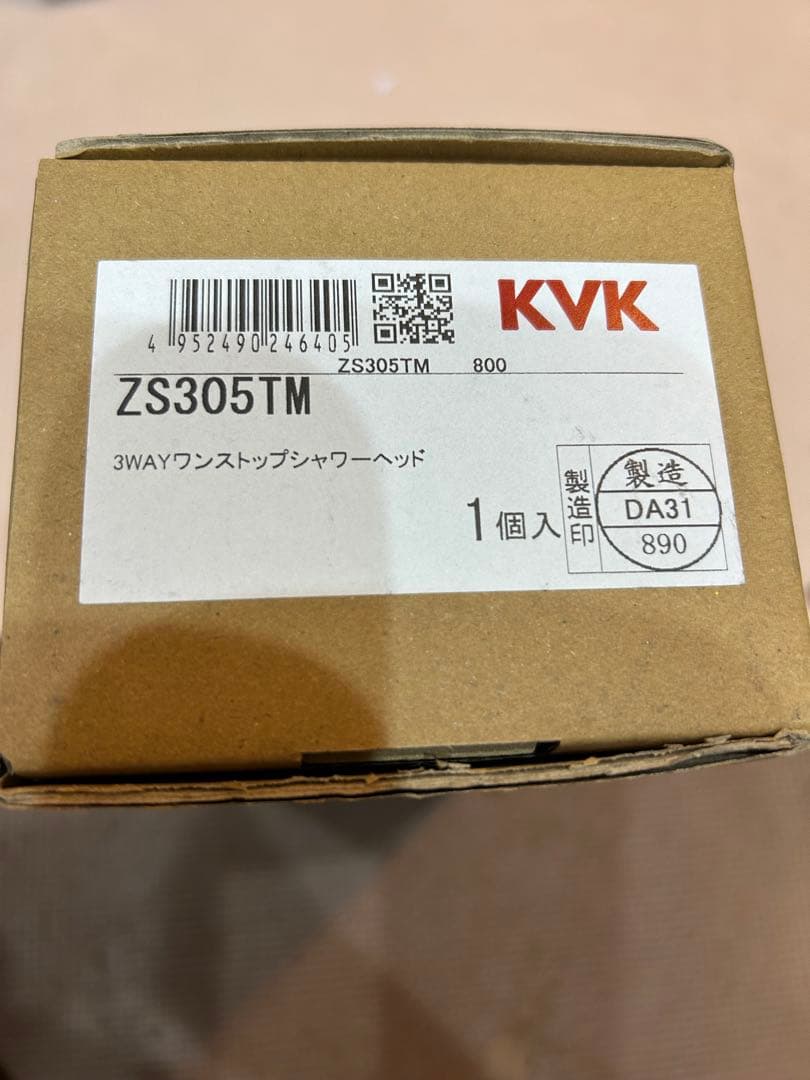 4 952490 246405
KVK
ZS305TM 800
ZS305TM
3WAYワンストップシャワーヘッド
1個入
製造印
製造
DA31
890